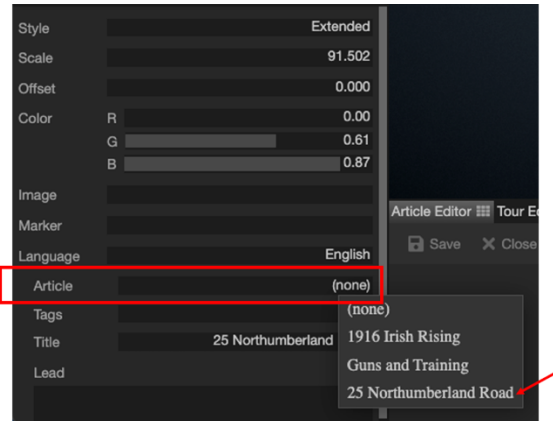 Style Extended
Scale 91.502
Offset 0.000
Color R 0.00
G 0.61
B 0.87
Image
Marker
Language English
Article (none)
Tags
Title 25 Northumberland
Lead
Article Editor Tour
Save Close
(none)
1916 Irish Rising
Guns and Training
25 Northumberland Road